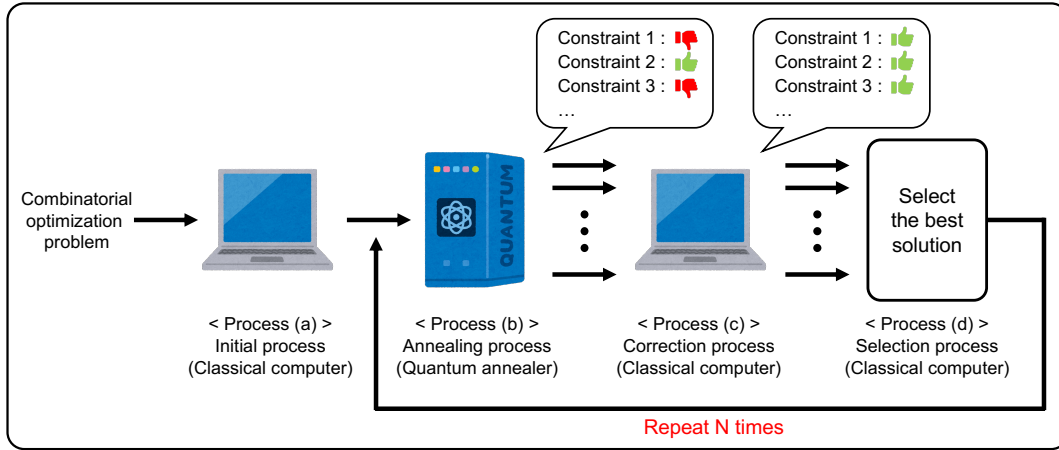 Constraint 1 :
Constraint 2 :
Constraint 3 :
…
Constraint 1 :
Constraint 2 :
Constraint 3 :
…
Combinatorial
optimization
problem
QUANTUM
Select
the best
solution
< Process (a) >
Initial process
(Classical computer)
< Process (b) >
Annealing process
(Quantum annealer)
< Process (c) >
Correction process
(Classical computer)
< Process (d) >
Selection process
(Classical computer)
Repeat N times